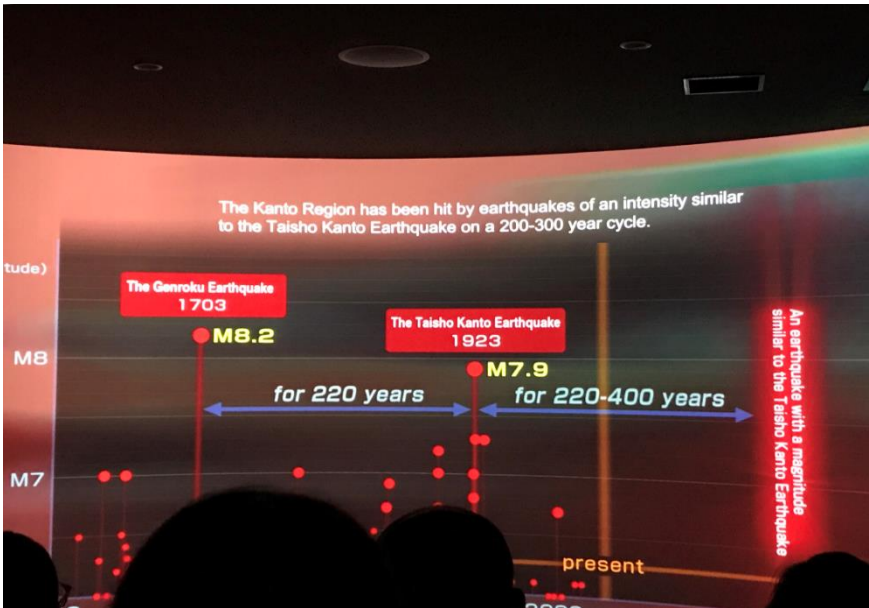 The Kanto Region has been hit by earthquakes of an intensity similar
to the Taisho Kanto Earthquake on a 200-300 year cycle.
tude)
The Genroku Earthquake
1703
M8.2
The Taisho Kanto Earthquake
1923
M7.9
M8
for 220 years
for 220-400 years
An earthquake with a magnitude
similar to the Taisho Kanto Earthquake
M7
present